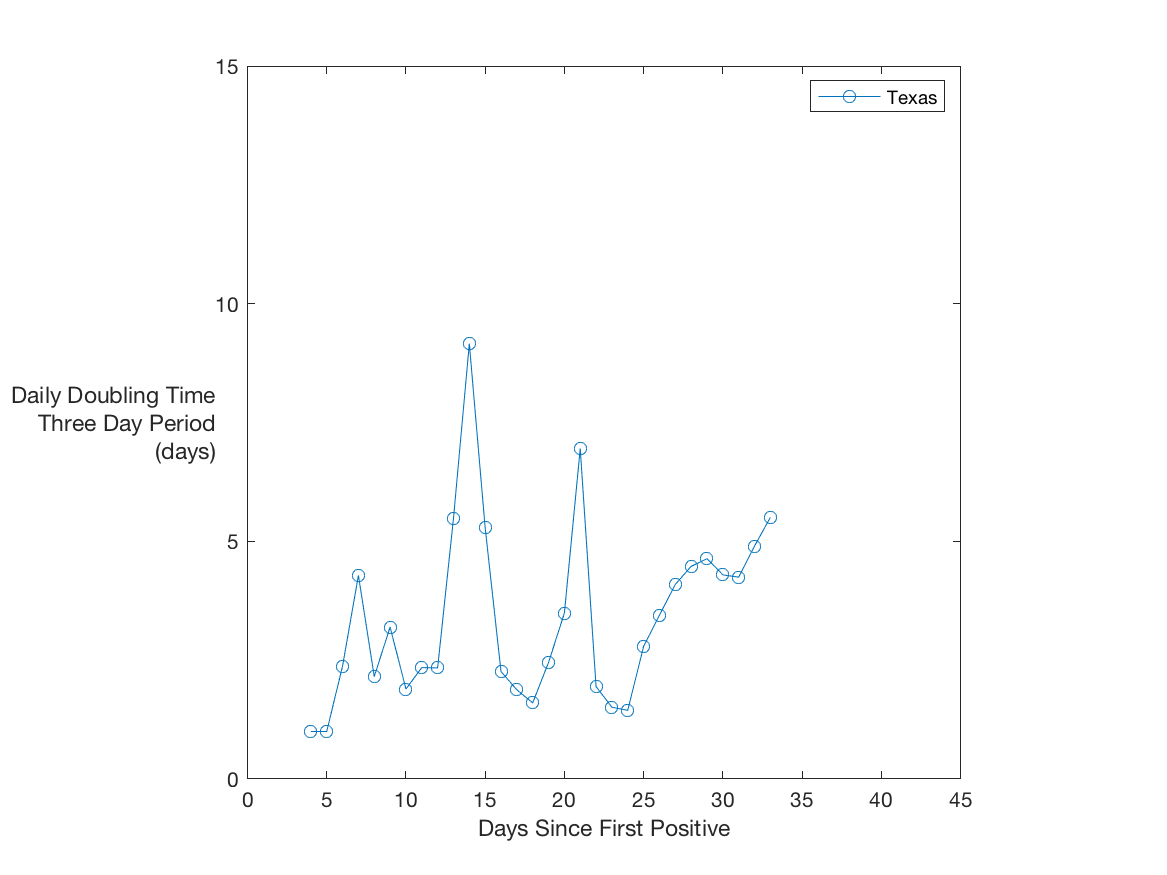 15
Texas
10
Daily Doubling Time
Three Day Period
(days)
5
0
0 5 10 15 20 25 30 35 40 45
Days Since First Positive